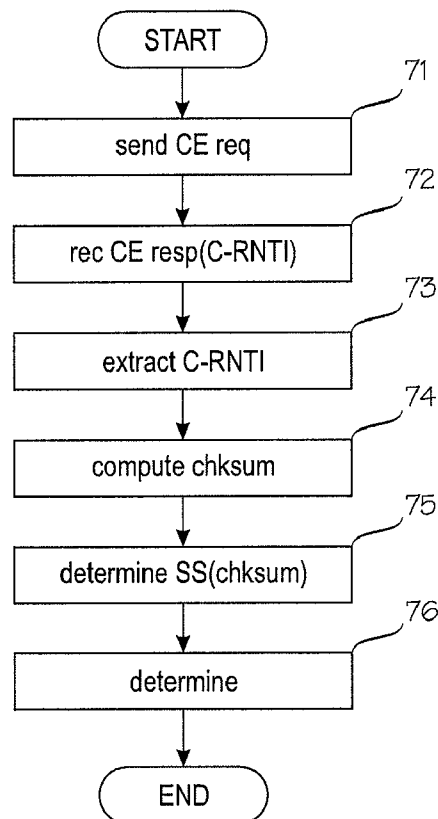 START
71
send CE req
72
rec CE resp(C-RNTI)
73
extract C-RNTI
74
compute chksum
75
determine SS(chksum)
76
determine
END